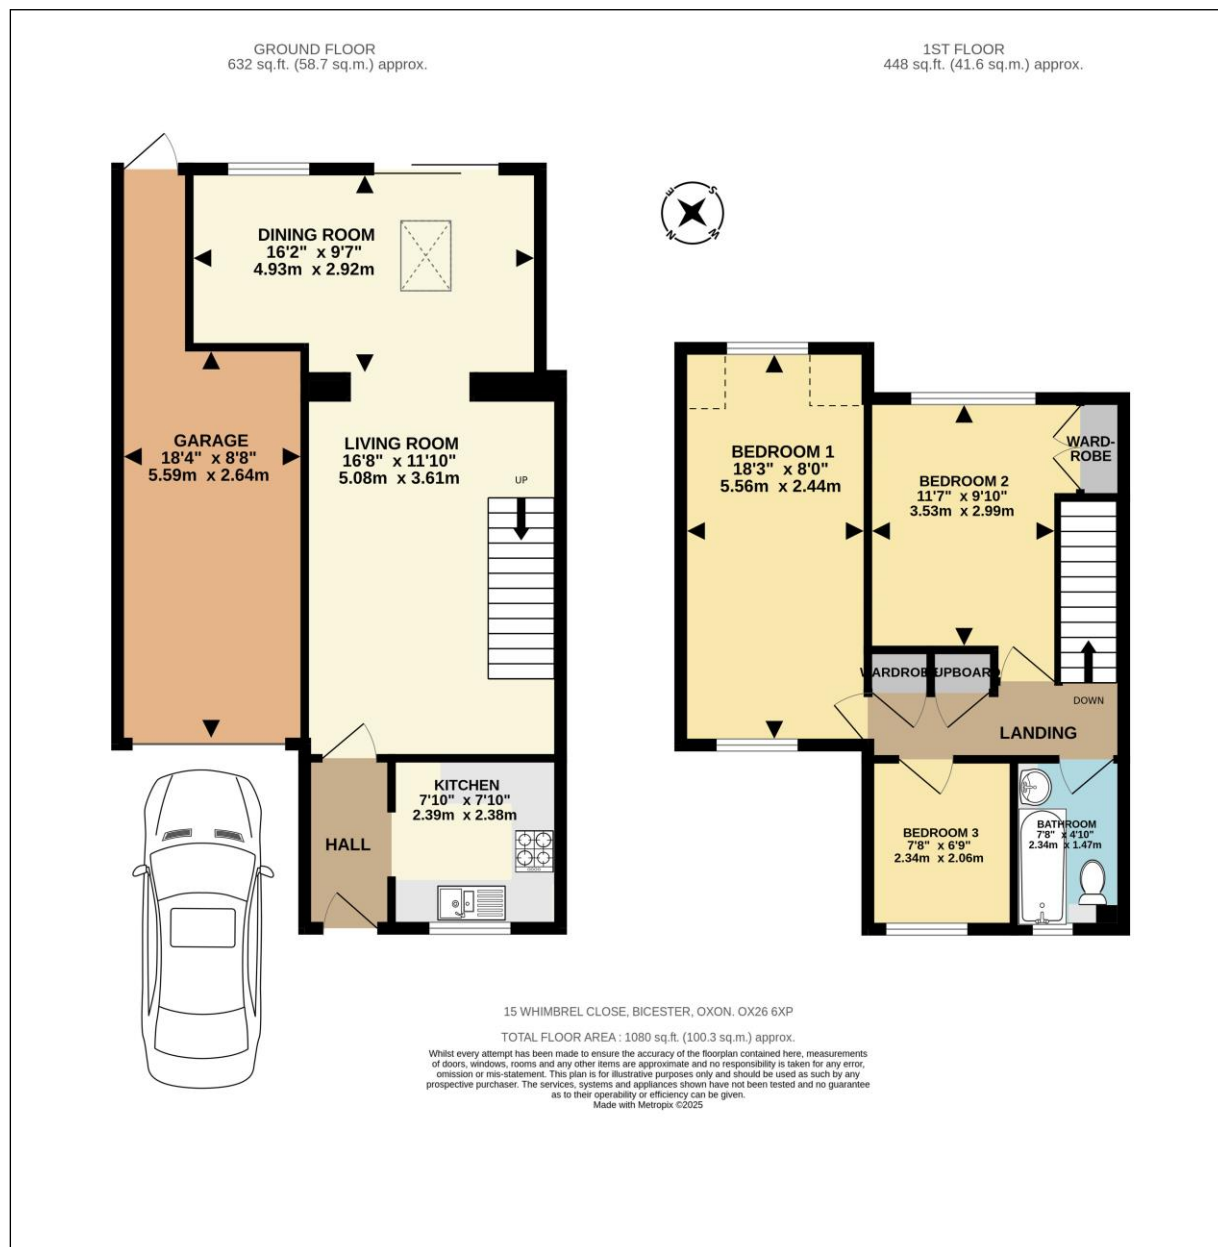 GROUND FLOOR
632 sq.ft. (58.7 sq.m.) approx.
1ST FLOOR
448 sq.ft. (41.6 sq.m.) approx.
DINING ROOM
16'2" x 9'7"
4.93m x 2.92m
E
S
N
W
GARAGE
18'4" x 8'8"
5.59m x 2.64m
LIVING ROOM
16'8" x 11'10"
5.08m x 3.61m
UP
KITCHEN
7'10" x 7'10"
2.39m x 2.38m
HALL
BEDROOM 1
18'3" x 8'0"
5.56m x 2.44m
BEDROOM 2
11'7" x 9'10"
3.53m x 2.99m
WARD-
ROBE
WARDROBE
CUPBOARD
DOWN
LANDING
BEDROOM 3
7'8" x 6'9"
2.34m x 2.06m
BATHROOM
7'8" x 4'10"
2.34m x 1.47m
15 WHIMBREL CLOSE, BICESTER, OXON. OX26 6XP
TOTAL FLOOR AREA : 1080 sq.ft. (100.3 sq.m.) approx.
Whilst every attempt has been made to ensure the accuracy of the floorplan contained here, measurements
of doors, windows, rooms and any other items are approximate and no responsibility is taken for any error,
omission or mis-statement. This plan is for illustrative purposes only and should be used as such by any
prospective purchaser. The services, systems and appliances shown have not been tested and no guarantee
as to their operability or efficiency can be given.
Made with Metropix ©2025